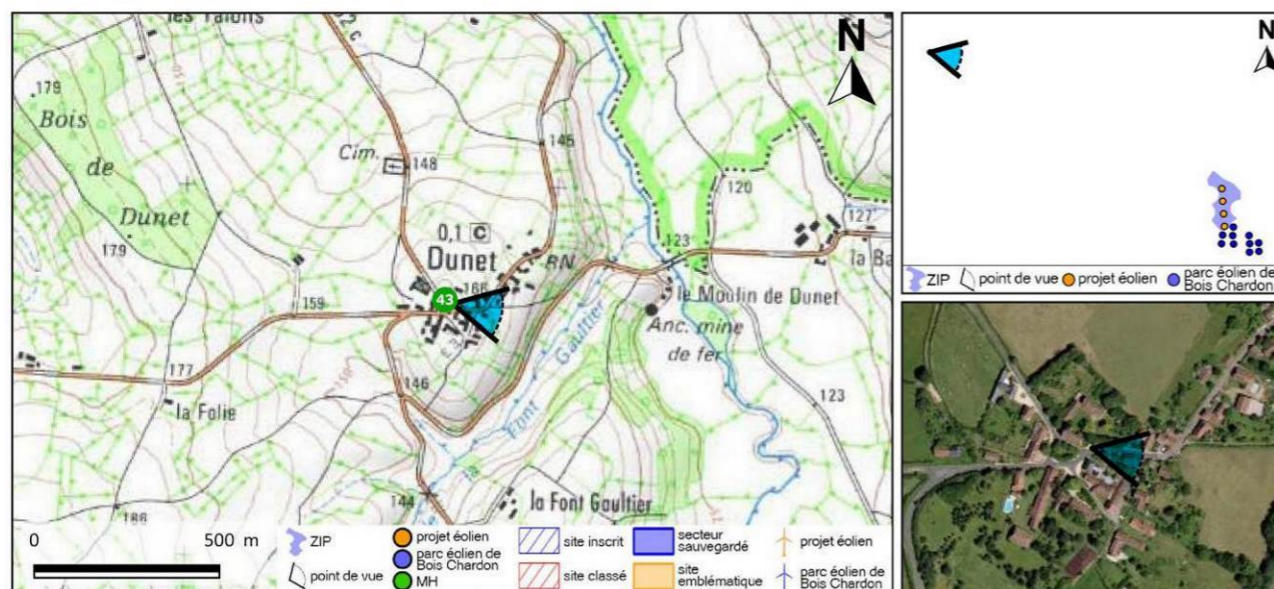 les Talons
N
179
Bois
de
Dunet
179
Cim.
148
145
0,1 C
Dunet
RN
166
43
159
177
la Folie
146
144
186
Font
Gaultier
la Font Gaultier
120
127
123
la Ba
le Moulin de Dunet
Anc. mine
de fer
123
0 500 m
ZIP
point de vue
projet éolien
parc éolien de
Bois Chardon
MH
site inscrit
site classé
secteur
sauvegardé
site
emblématique
projet éolien
parc éolien de
Bois Chardon
N
ZIP
point de vue
projet éolien
parc éolien de
Bois Chardon